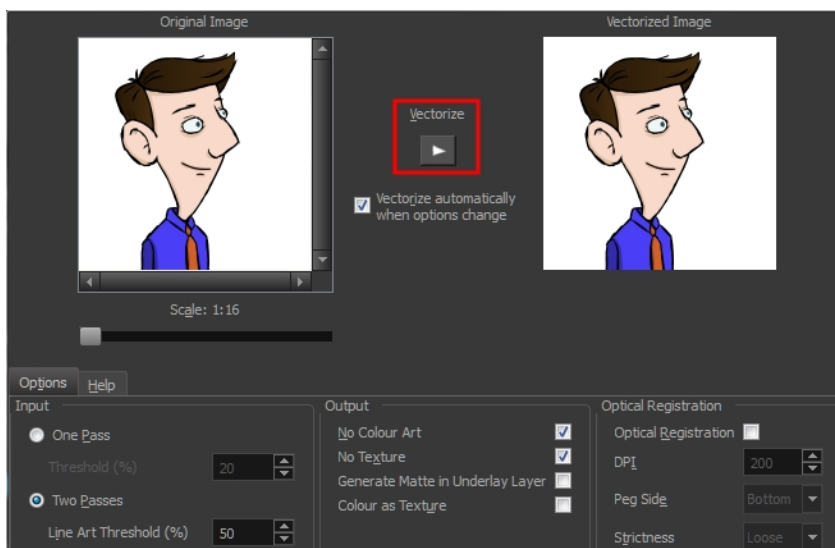 Original Image
Vectorized Image
Vectorize
Vectorize automatically
when options change
Scale: 1:16
Options
Help
Input
One Pass
Threshold (%)
20
Two Passes
Line Art Threshold (%)
50
Output
No Colour Art
No Texture
Generate Matte in Underlay Layer
Colour as Texture
Optical Registration
Optical Registration
DPI
200
Peg Side
Bottom
Strictness
Loose